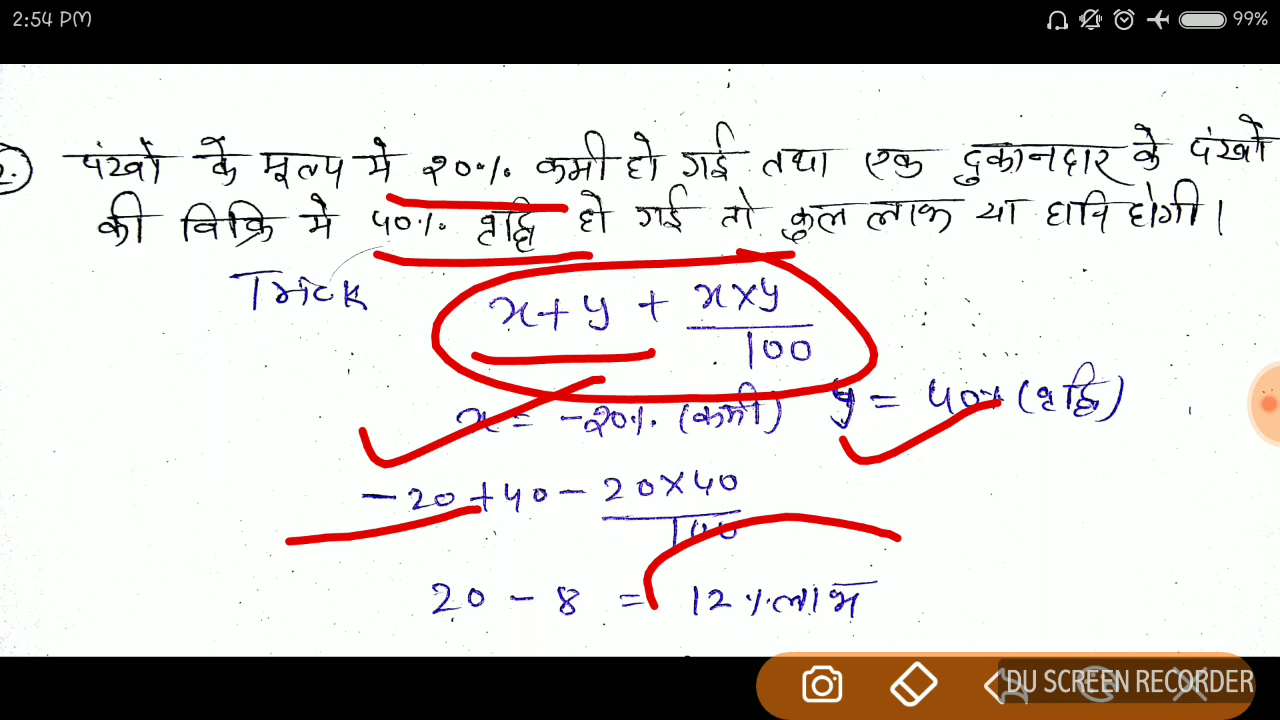 2:54 PM 99%
2.) पंखों के मूल्य में 20%. कमी हो गई तथा एक दुकानदार के पंखों
की विक्रि में 40%. वृद्धि हो गई तो कुल लाभ या हानि होगी।
Trick x + y + x×y/100
x = -20%. (कमी) y = 40% (वृद्धि)
-20 + 40 - 20×40/100
20 - 8 = 12%. लाभ
DU SCREEN RECORDER